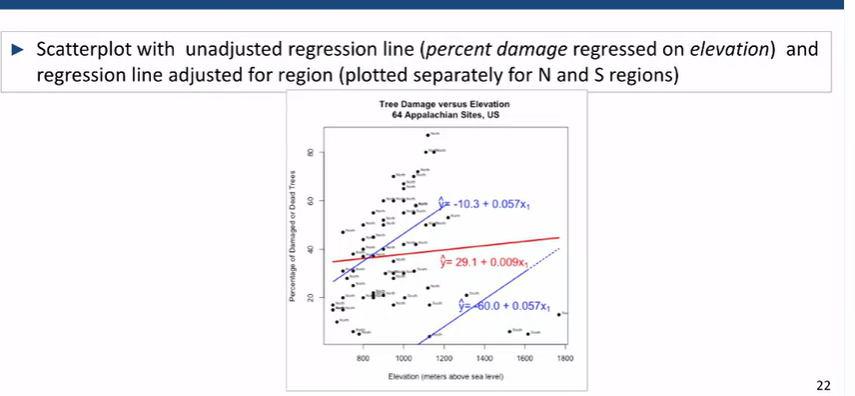 ► Scatterplot with unadjusted regression line (percent damage regressed on elevation) and
regression line adjusted for region (plotted separately for N and S regions)
Tree Damage versus Elevation
64 Appalachian Sites, US
Percentage of Damaged or Dead Trees
80
60
40
20
ŷ= -10.3 + 0.057x₁
ŷ= 29.1 + 0.009x₁
ŷ= -60.0 + 0.057x₁
800 1000 1200 1400 1600 1800
Elevation (meters above sea level)
22